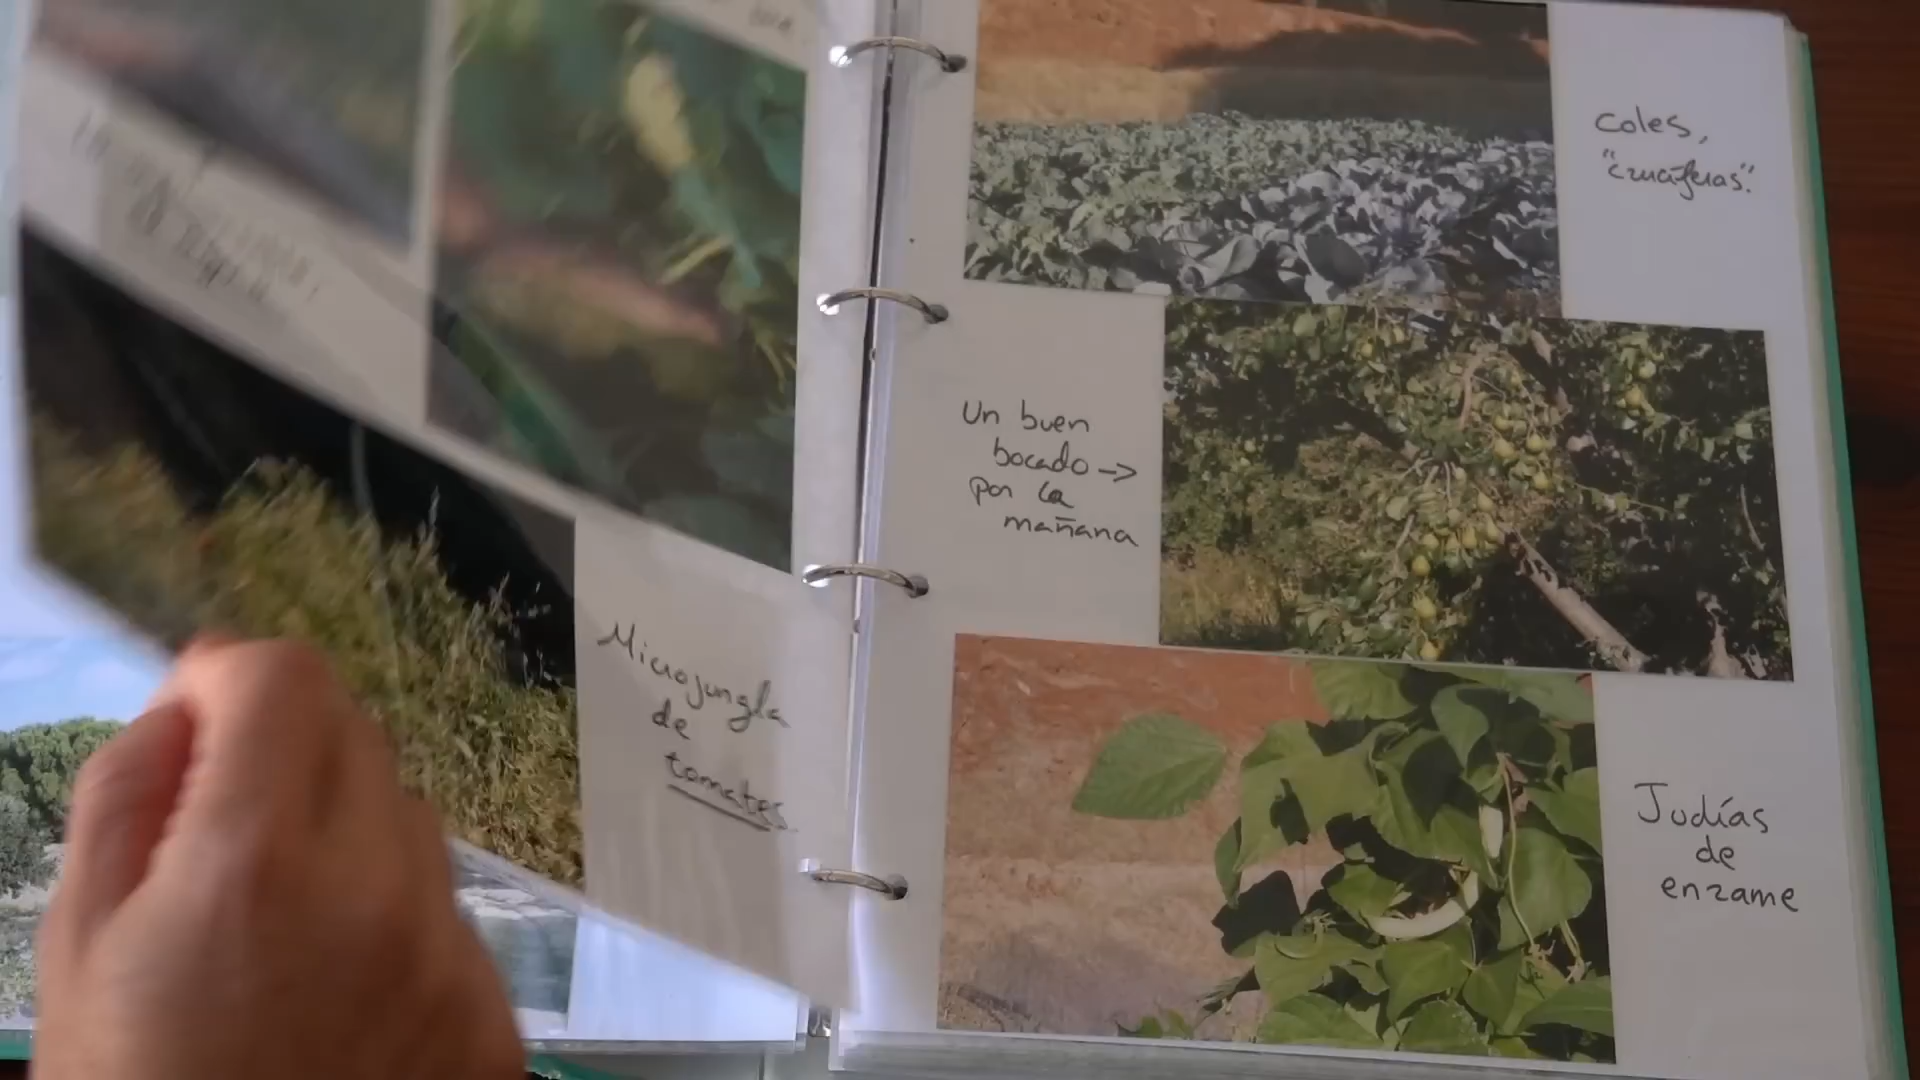 Microjungla
de
tomates
Coles,
"crucíferas".
Un buen
bocado →
por la
mañana
Judías
de
enrame